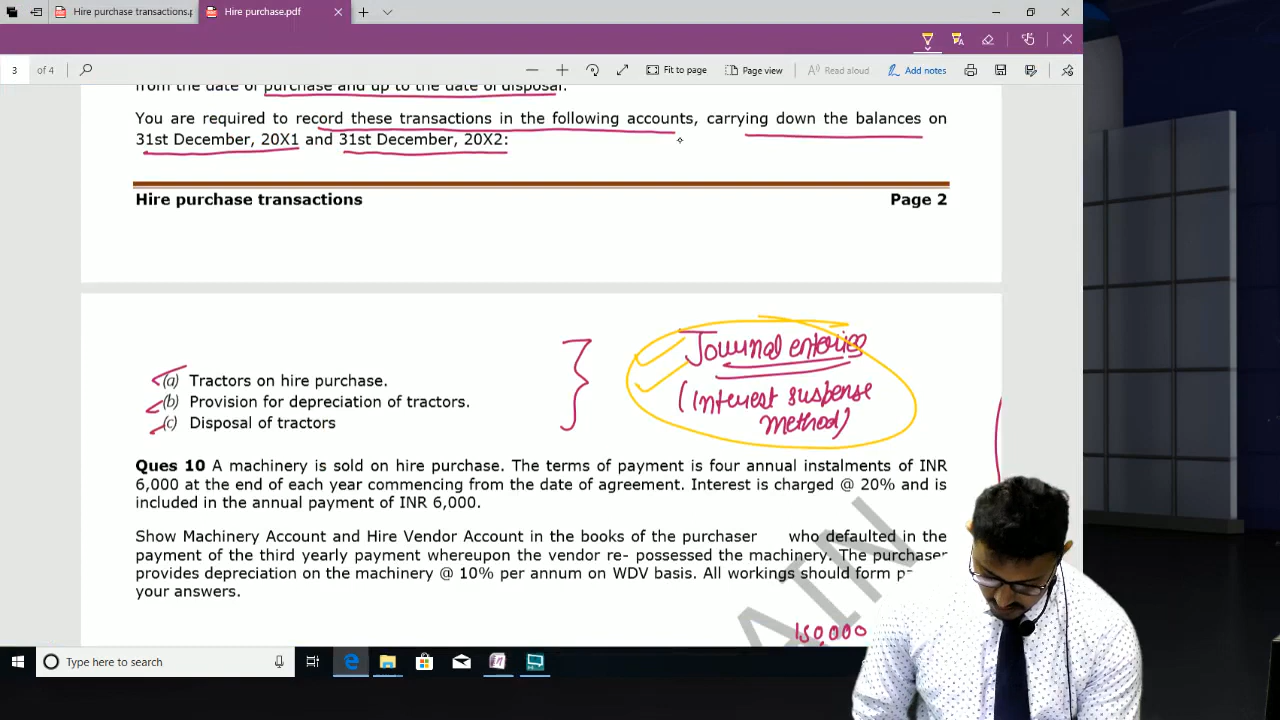 Hire purchase transactions.p
Hire purchase.pdf
3 of 4
Fit to page
Page view
Read aloud
Add notes
from the date of purchase and up to the date of disposal.
You are required to record these transactions in the following accounts, carrying down the balances on
31st December, 20X1 and 31st December, 20X2:
Hire purchase transactions
Page 2
Journal entries
(Interest suspense
method)
(a) Tractors on hire purchase.
(b) Provision for depreciation of tractors.
(c) Disposal of tractors
Ques 10 A machinery is sold on hire purchase. The terms of payment is four annual instalments of INR
6,000 at the end of each year commencing from the date of agreement. Interest is charged @ 20% and is
included in the annual payment of INR 6,000.
Show Machinery Account and Hire Vendor Account in the books of the purchaser who defaulted in the
payment of the third yearly payment whereupon the vendor re- possessed the machinery. The purchaser
provides depreciation on the machinery @ 10% per annum on WDV basis. All workings should form p
your answers.
AIN
150,000
Type here to search